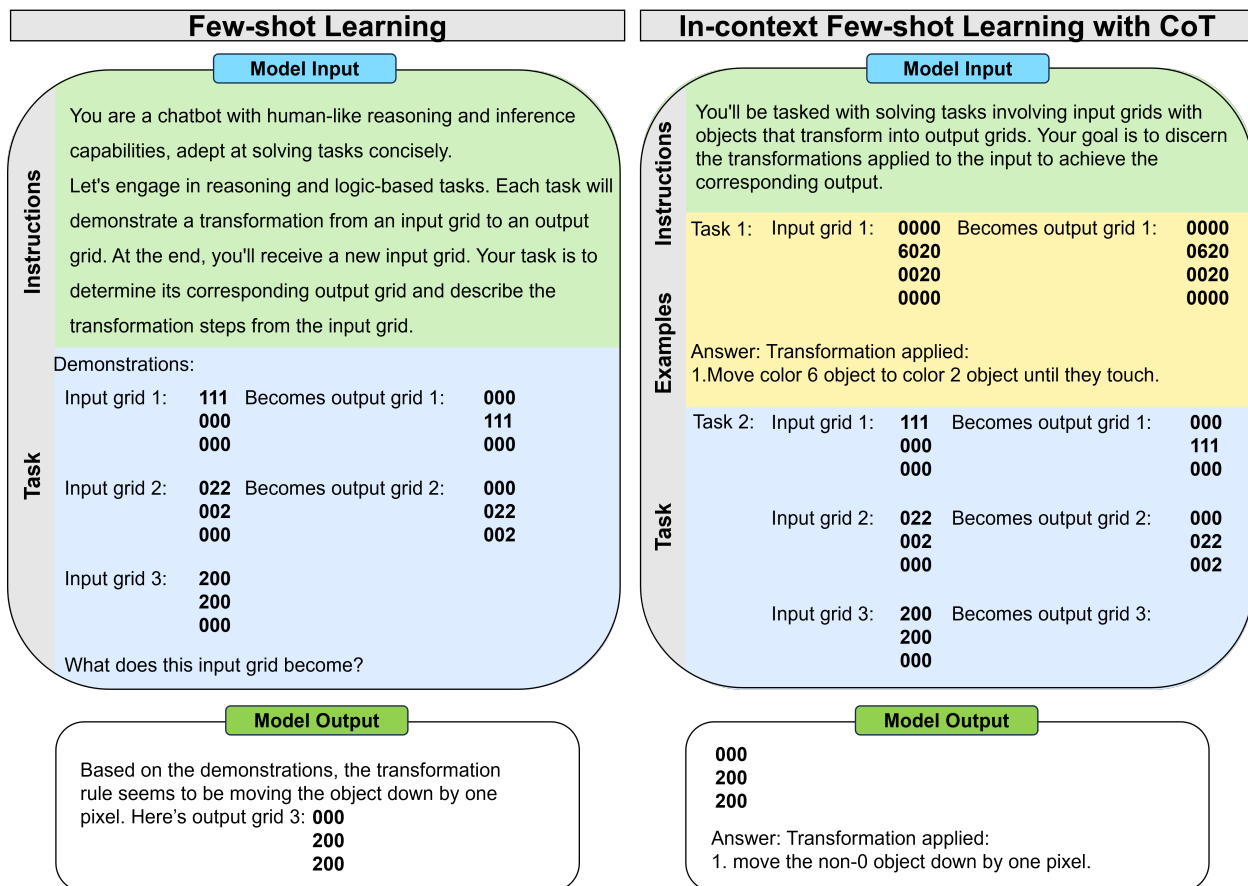 Few-shot Learning
Model Input
Instructions
You are a chatbot with human-like reasoning and inference
capabilities, adept at solving tasks concisely.
Let's engage in reasoning and logic-based tasks. Each task will
demonstrate a transformation from an input grid to an output
grid. At the end, you'll receive a new input grid. Your task is to
determine its corresponding output grid and describe the
transformation steps from the input grid.
Task
Demonstrations:
Input grid 1: 111 Becomes output grid 1: 000
000 111
000 000
Input grid 2: 022 Becomes output grid 2: 000
002 022
000 002
Input grid 3: 200
200
000
What does this input grid become?
Model Output
Based on the demonstrations, the transformation
rule seems to be moving the object down by one
pixel. Here's output grid 3: 000
200
200
In-context Few-shot Learning with CoT
Model Input
Instructions
You'll be tasked with solving tasks involving input grids with
objects that transform into output grids. Your goal is to discern
the transformations applied to the input to achieve the
corresponding output.
Examples
Task 1: Input grid 1: 0000 Becomes output grid 1: 0000
6020 0620
0020 0020
0000 0000
Answer: Transformation applied:
1.Move color 6 object to color 2 object until they touch.
Task
Task 2: Input grid 1: 111 Becomes output grid 1: 000
000 111
000 000
Input grid 2: 022 Becomes output grid 2: 000
002 022
000 002
Input grid 3: 200 Becomes output grid 3:
200
000
Model Output
000
200
200
Answer: Transformation applied:
1. move the non-0 object down by one pixel.